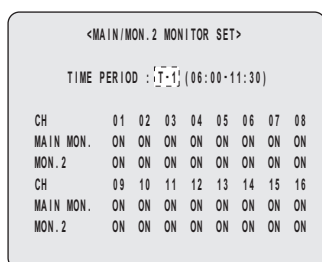 <MAIN/MON.2 MONITOR SET>
TIME PERIOD : T-1 (06:00-11:30)
CH 01 02 03 04 05 06 07 08
MAIN MON. ON ON ON ON ON ON ON ON
MON.2 ON ON ON ON ON ON ON ON
CH 09 10 11 12 13 14 15 16
MAIN MON. ON ON ON ON ON ON ON ON
MON.2 ON ON ON ON ON ON ON ON